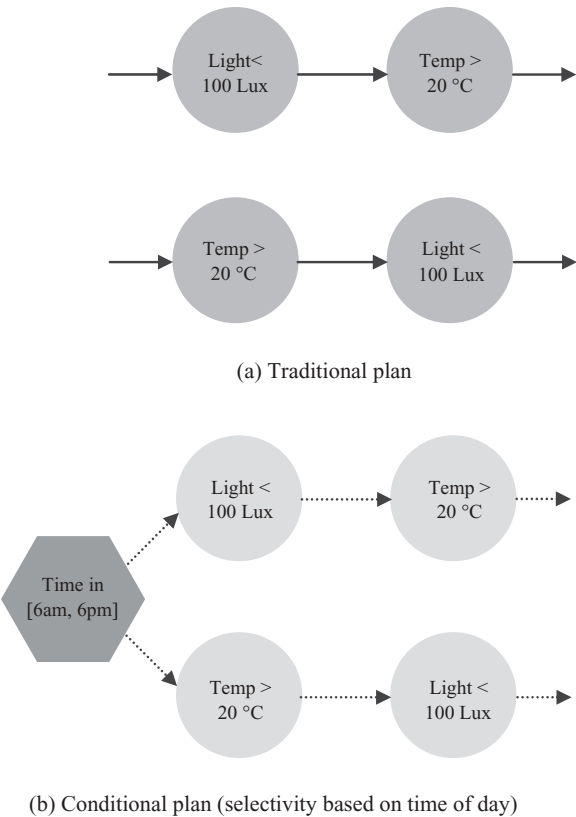 Light<
100 Lux
Temp >
20 °C
Temp >
20 °C
Light <
100 Lux
(a) Traditional plan
Light <
100 Lux
Temp >
20 °C
Time in
[6am, 6pm]
Temp >
20 °C
Light <
100 Lux
(b) Conditional plan (selectivity based on time of day)